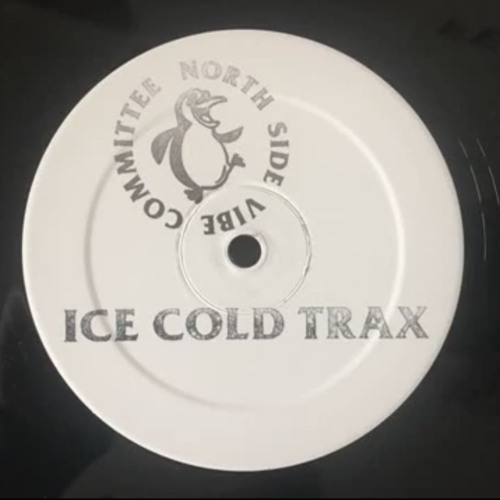 NORTH SIDE VIBE COMMITTEE
ICE COLD TRAX